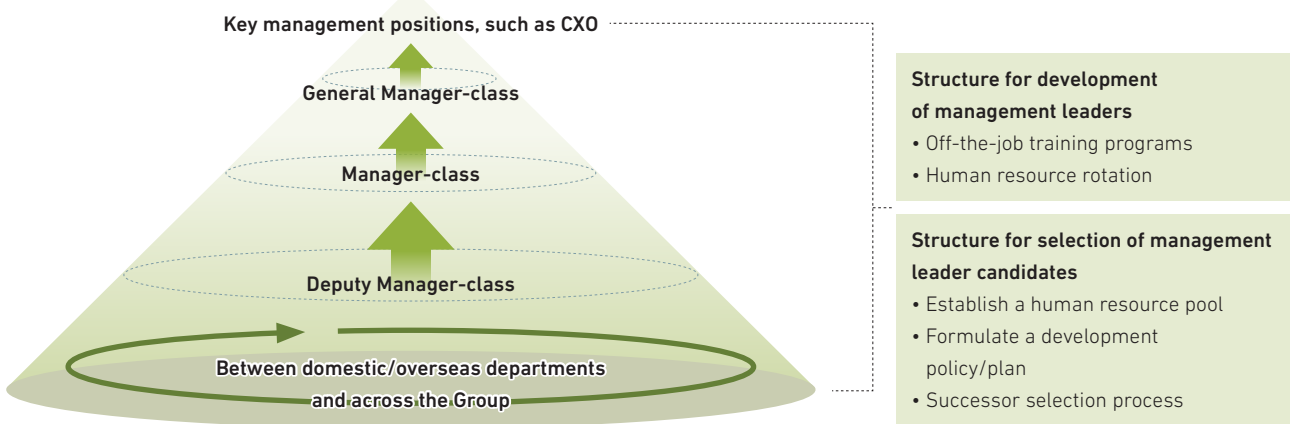 Key management positions, such as CXO
General Manager-class
Manager-class
Deputy Manager-class
Between domestic/overseas departments
and across the Group
Structure for development
of management leaders
• Off-the-job training programs
• Human resource rotation
Structure for selection of management
leader candidates
• Establish a human resource pool
• Formulate a development
policy/plan
• Successor selection process